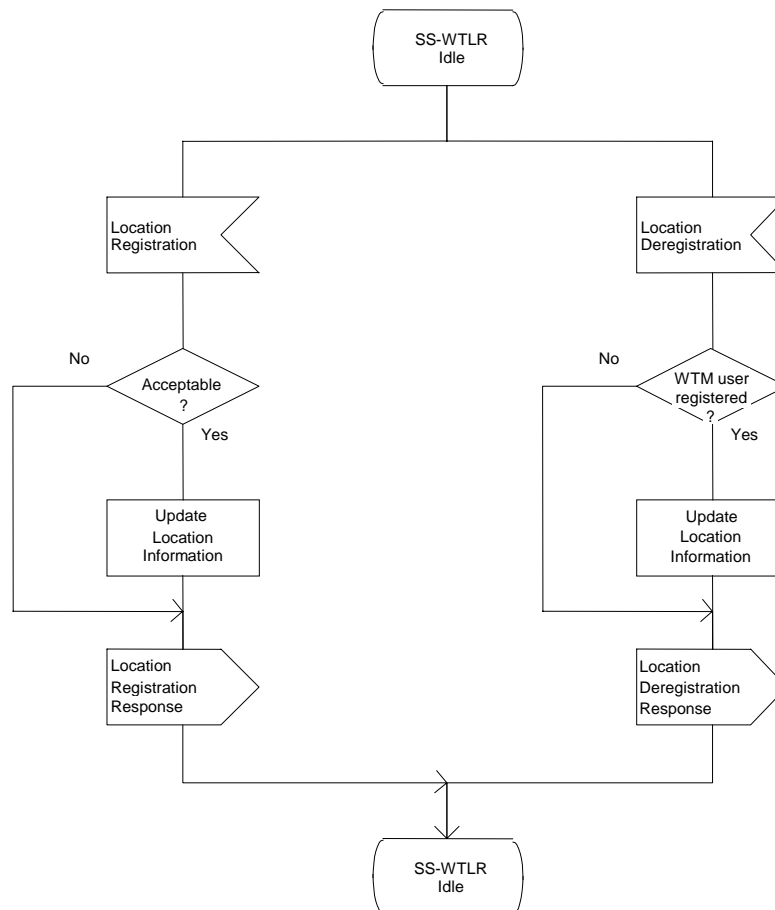 SS-WTLR
Idle
Location
Registration
Location
Deregistration
No
Acceptable
?
Yes
No
WTM user
registered
?
Yes
Update
Location
Information
Update
Location
Information
Location
Registration
Response
Location
Deregistration
Response
SS-WTLR
Idle